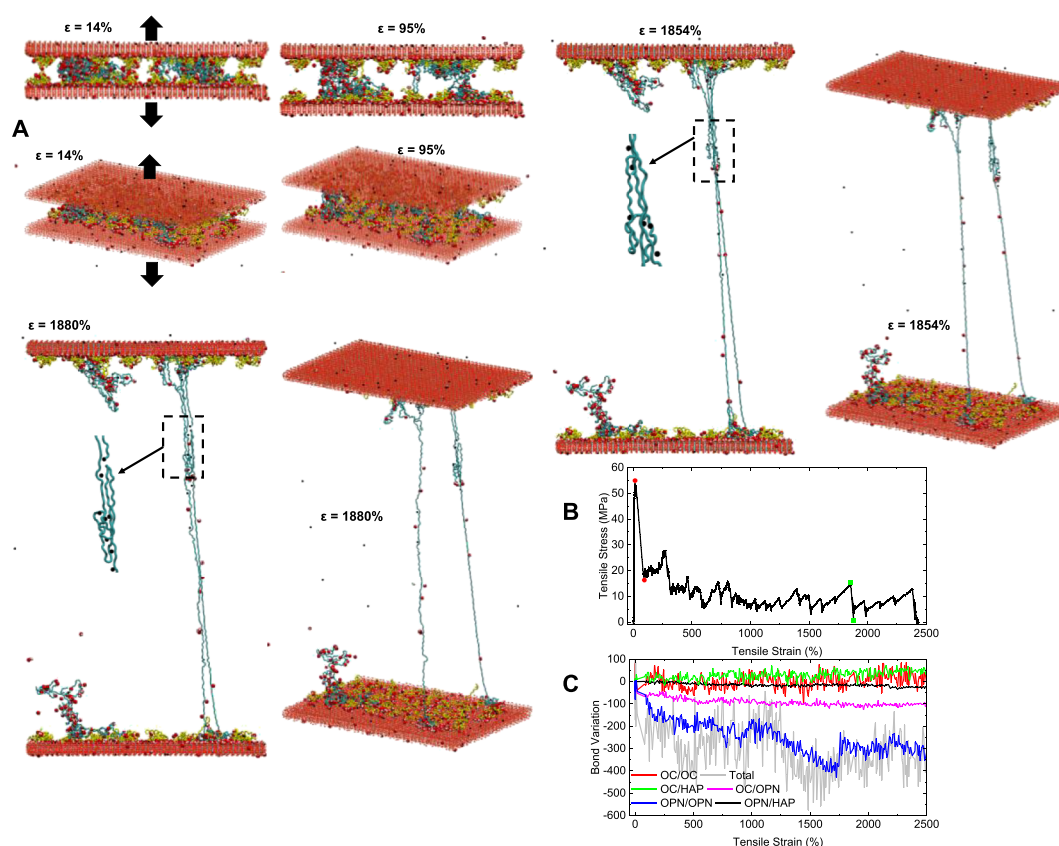 ε = 14%
ε = 95%
ε = 1854%
A
ε = 14%
ε = 95%
ε = 1854%
ε = 1880%
ε = 1880%
B
Tensile Stress (MPa)
60
50
40
30
20
10
0
0 500 1000 1500 2000 2500
Tensile Strain (%)
C
Bond Variation
100
0
-100
-200
-300
-400
-500
-600
OC/OC Total
OC/HAP OC/OPN
OPN/OPN OPN/HAP
0 500 1000 1500 2000 2500
Tensile Strain (%)